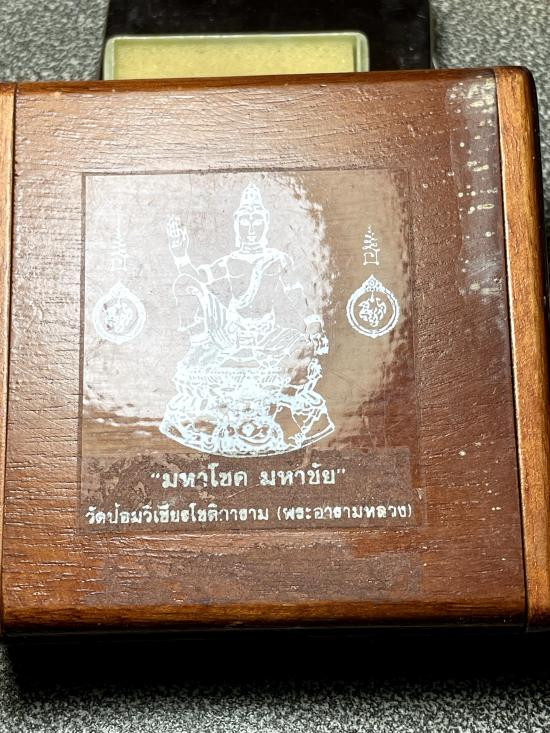 “มหาโชค มหาชัย”
วัดป้อมวิเชียรโชติการาม (พระอารามหลวง)